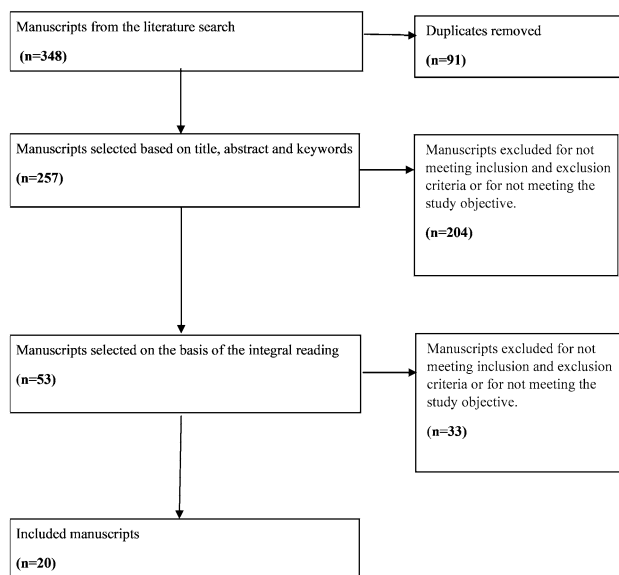 Manuscripts from the literature search
(n=348)
Duplicates removed
(n=91)
Manuscripts selected based on title, abstract and keywords
(n=257)
Manuscripts excluded for not
meeting inclusion and exclusion
criteria or for not meeting the
study objective.
(n=204)
Manuscripts selected on the basis of the integral reading
(n=53)
Manuscripts excluded for not
meeting inclusion and exclusion
criteria or for not meeting the
study objective.
(n=33)
Included manuscripts
(n=20)